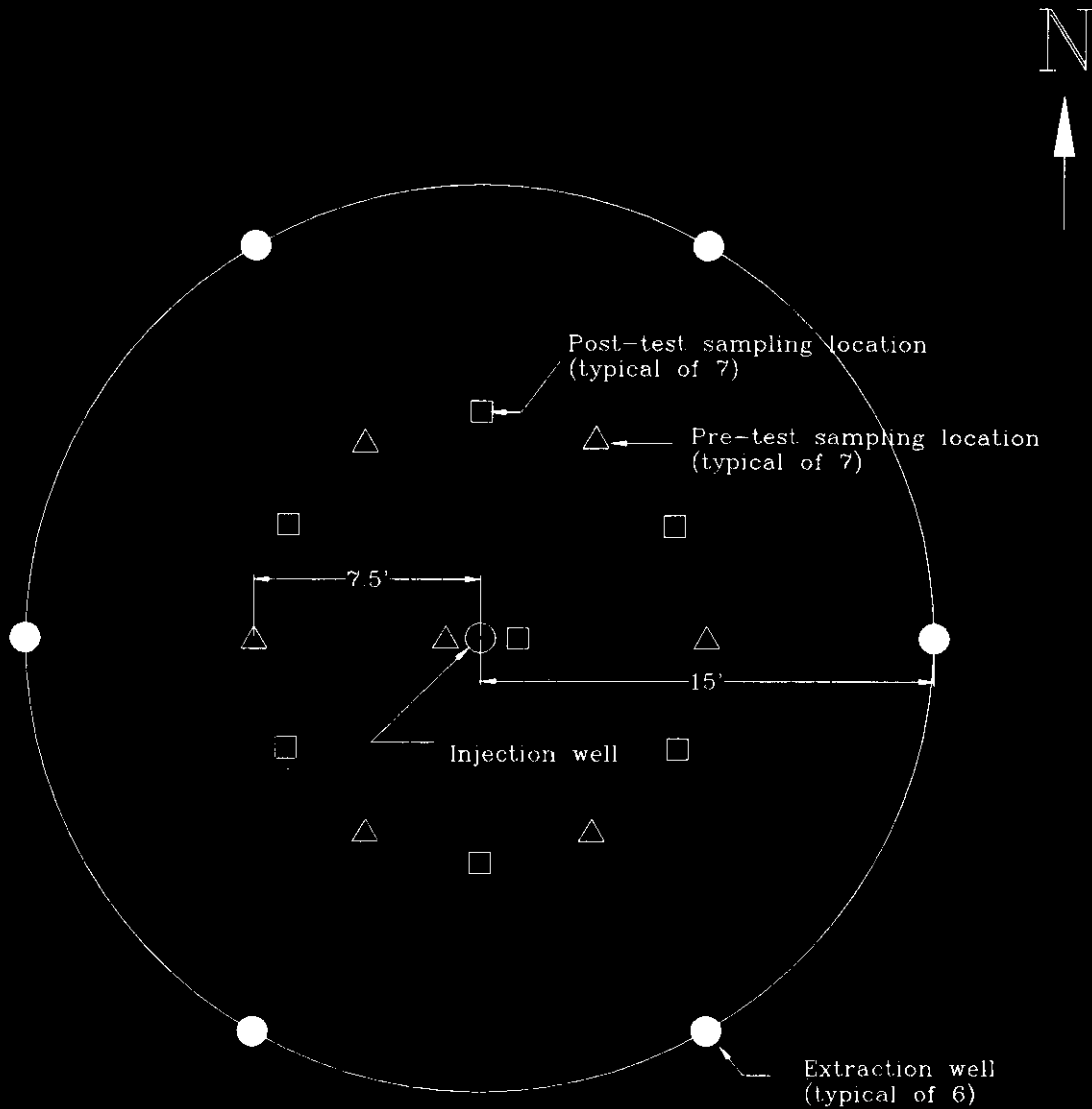 N
Post-test sampling location
(typical of 7)
Pre-test sampling location
(typical of 7)
7.5'
15'
Injection well
Extraction well
(typical of 6)